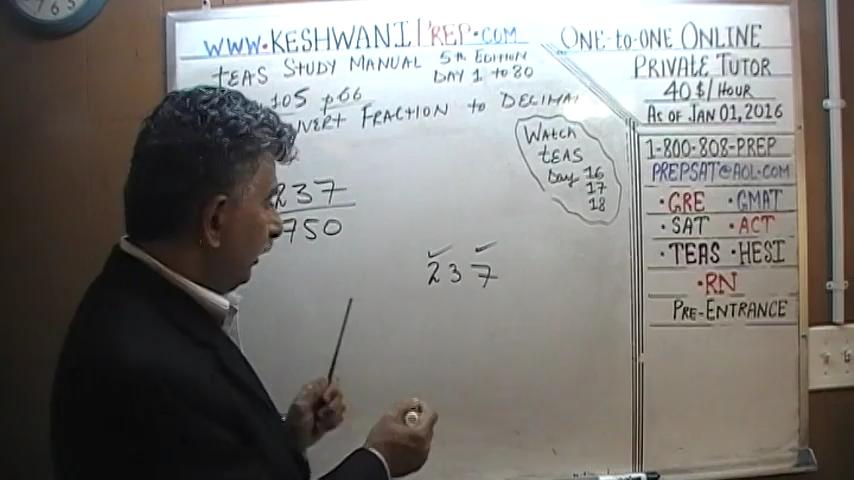 WWW.KESHWANIPREP.COM
TEAS STUDY MANUAL 5th EDITION
DAY 1 to 80
105 p66
FRACTION to DECIMAL
WATCH
TEAS
Day 16
17
18
237
750
237
ONE-to-ONE ONLINE
PRIVATE TUTOR
40$/HOUR
AS OF JAN 01, 2016
1-800-808-PREP
PREPSAT@AOL.COM
•GRE •GMAT
•SAT •ACT
•TEAS •HESI
•RN
PRE-ENTRANCE